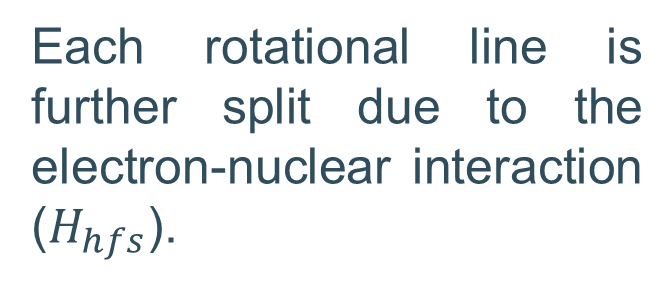 Each rotational line is
further split due to the
electron-nuclear interaction
($H_{hfs}$).